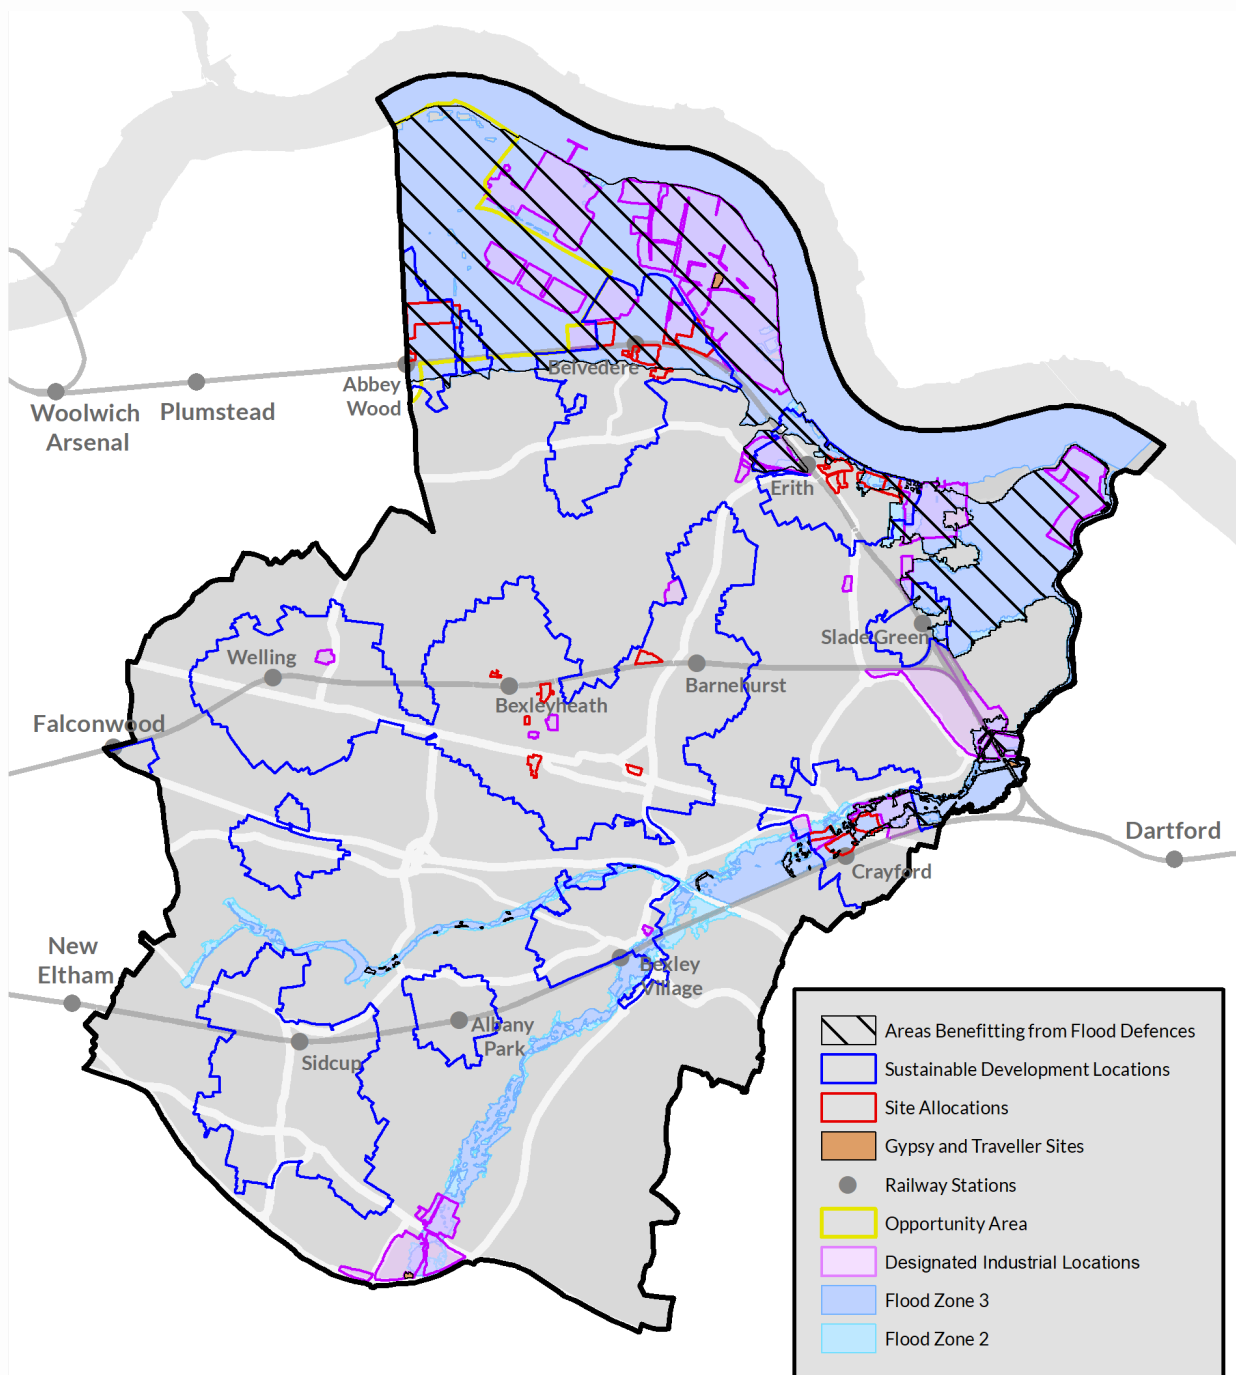 Belvedere
Abbey
Wood
Woolwich
Arsenal
Plumstead
Erith
Slade Green
Welling
Barnehurst
Bexleyheath
Falconwood
Dartford
Crayford
New
Eltham
Bexley
Village
Albany
Park
Sidcup
Areas Benefitting from Flood Defences
Sustainable Development Locations
Site Allocations
Gypsy and Traveller Sites
Railway Stations
Opportunity Area
Designated Industrial Locations
Flood Zone 3
Flood Zone 2